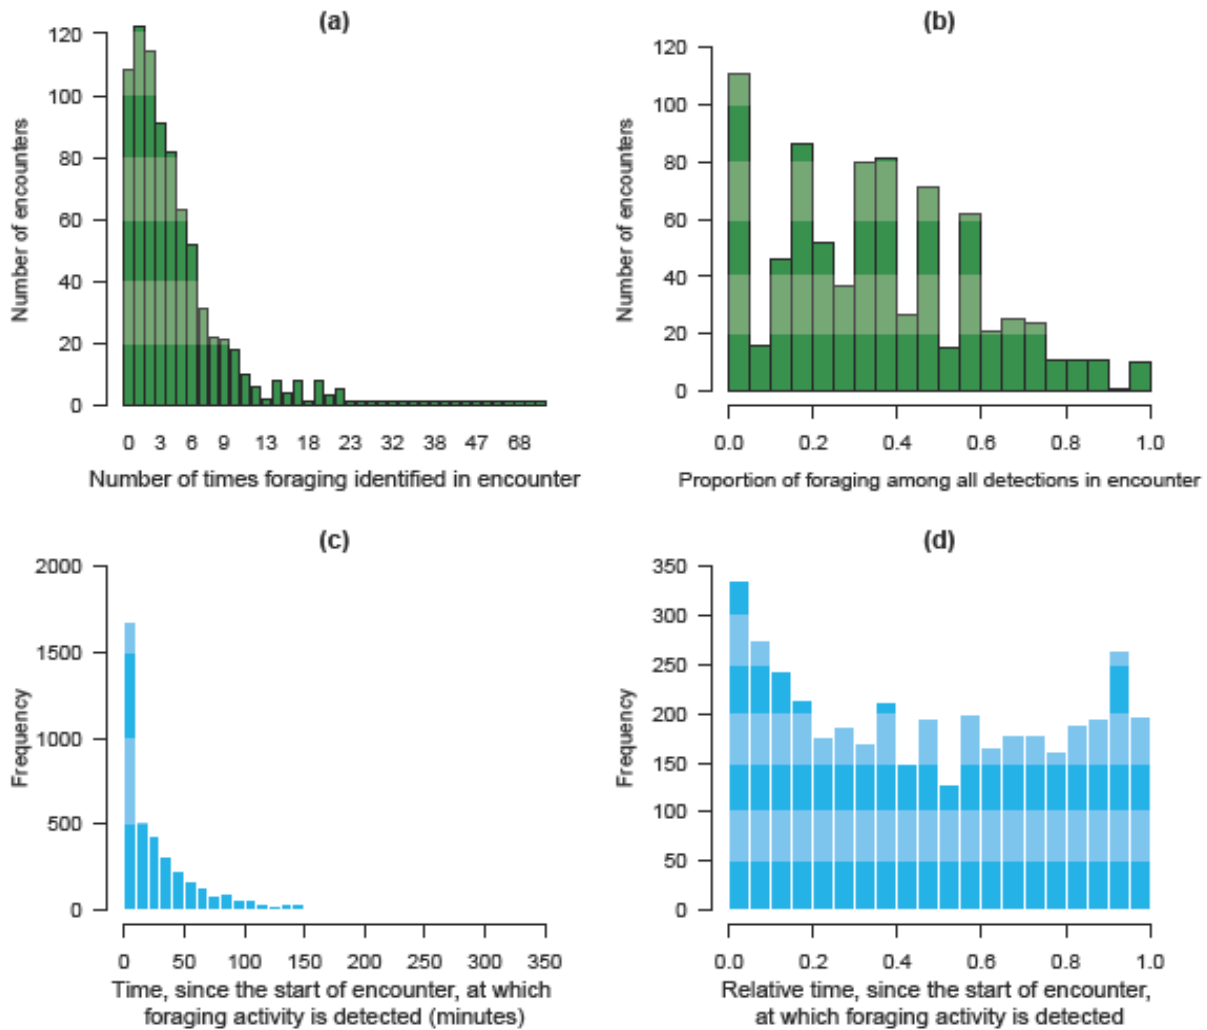 (a)
120
100
80
60
40
20
0
Number of encounters
0 3 6 9 13 18 23 32 38 47 68
Number of times foraging identified in encounter
(b)
120
100
80
60
40
20
0
Number of encounters
0.0 0.2 0.4 0.6 0.8 1.0
Proportion of foraging among all detections in encounter
(c)
2000
1500
1000
500
0
Frequency
0 50 100 150 200 250 300 350
Time, since the start of encounter, at which
foraging activity is detected (minutes)
(d)
350
300
250
200
150
100
50
0
Frequency
0.0 0.2 0.4 0.6 0.8 1.0
Relative time, since the start of encounter,
at which foraging activity is detected